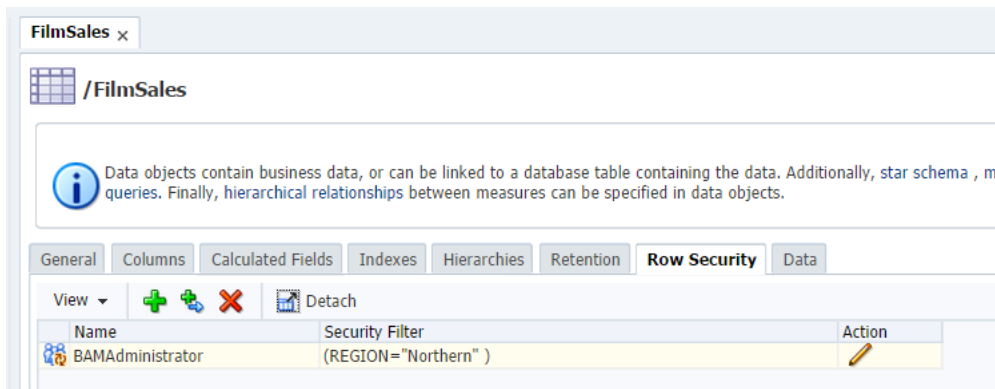 FilmSales x
/FilmSales
Data objects contain business data, or can be linked to a database table containing the data. Additionally, star schema , m
queries. Finally, hierarchical relationships between measures can be specified in data objects.
General Columns Calculated Fields Indexes Hierarchies Retention Row Security Data
View Detach
Name Security Filter Action
BAMAdministrator (REGION="Northern" )